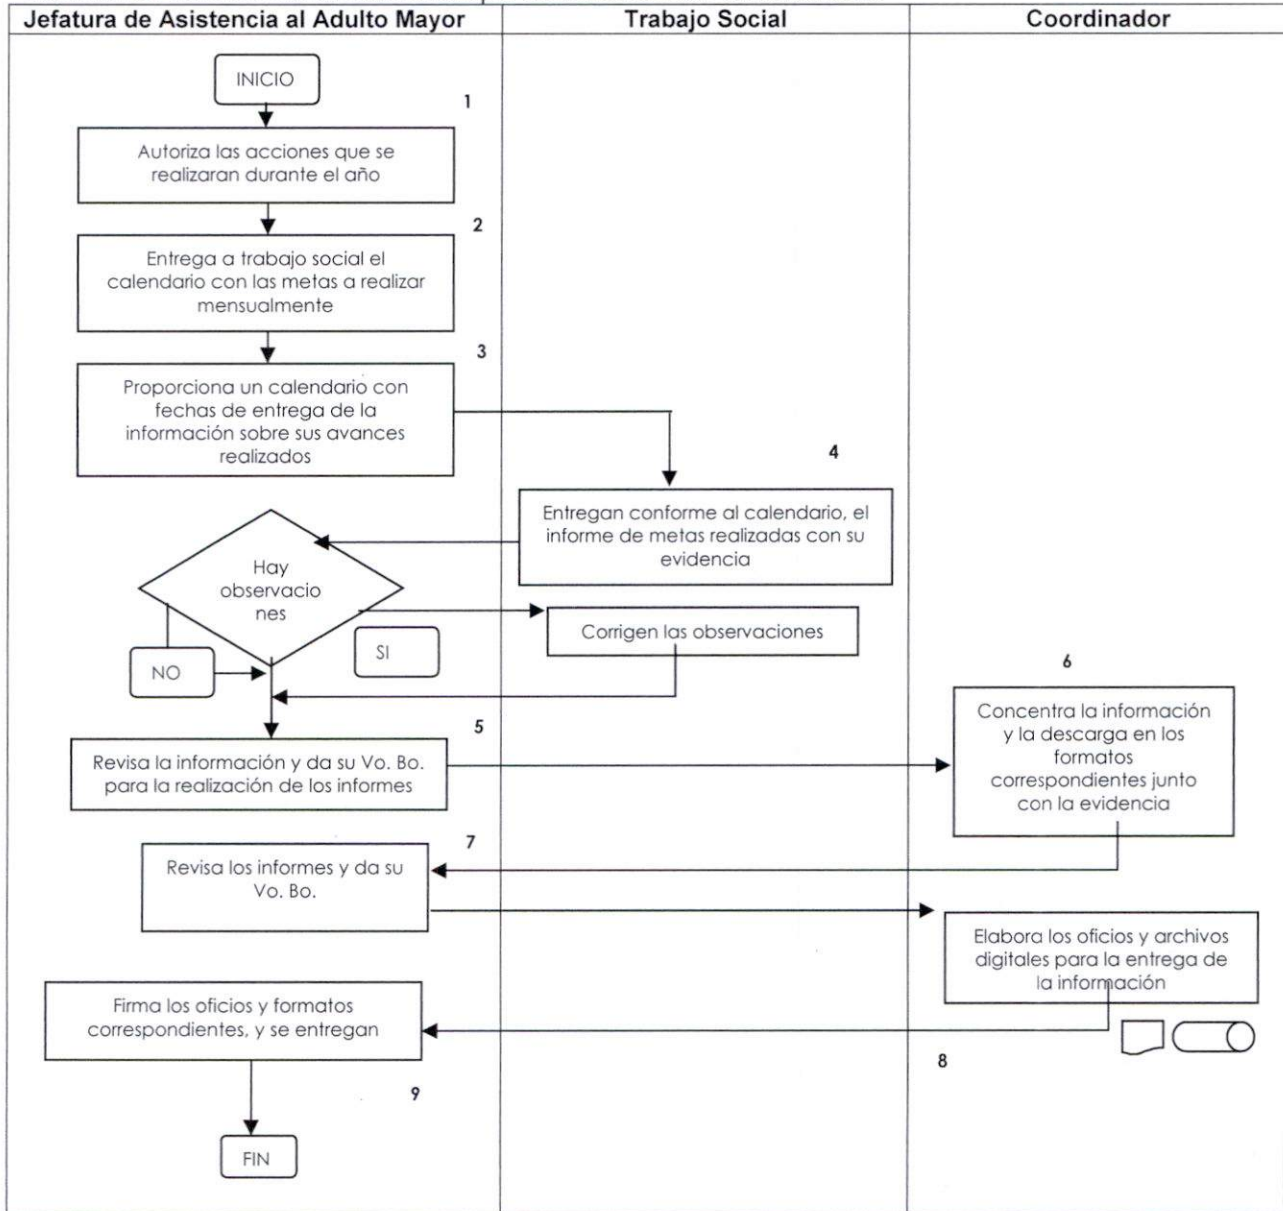 Jefatura de Asistencia al Adulto Mayor
Trabajo Social
Coordinador
INICIO
1
Autoriza las acciones que se
realizaran durante el año
2
Entrega a trabajo social el
calendario con las metas a realizar
mensualmente
3
Proporciona un calendario con
fechas de entrega de la
información sobre sus avances
realizados
4
Entregan conforme al calendario, el
informe de metas realizadas con su
evidencia
Hay
observacio
nes
Corrigen las observaciones
SI
NO
5
Revisa la información y da su Vo. Bo.
para la realización de los informes
6
Concentra la información
y la descarga en los
formatos
correspondientes junto
con la evidencia
7
Revisa los informes y da su
Vo. Bo.
Elabora los oficios y archivos
digitales para la entrega de
la información
8
Firma los oficios y formatos
correspondientes, y se entregan
9
FIN